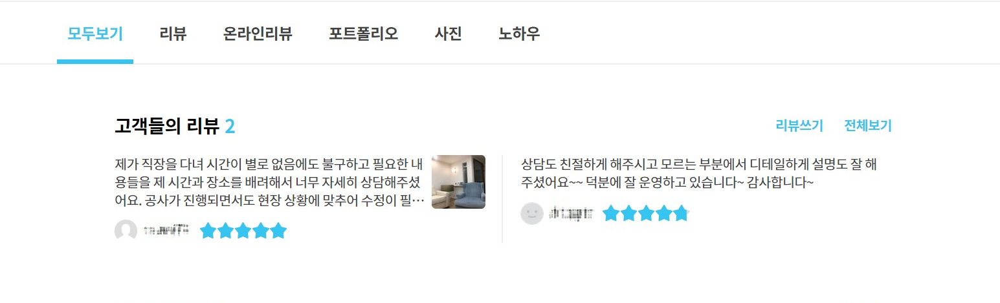 모두보기 리뷰 온라인리뷰 포트폴리오 사진 노하우
고객들의 리뷰 2
리뷰쓰기 전체보기
제가 직장을 다녀 시간이 별로 없음에도 불구하고 필요한 내
용들을 제 시간과 장소를 배려해서 너무 자세히 상담해주셨
어요. 공사가 진행되면서도 현장 상황에 맞추어 수정이 필…
상담도 친절하게 해주시고 모르는 부분에서 디테일하게 설명도 잘 해
주셨어요~~ 덕분에 잘 운영하고 있습니다~ 감사합니다~